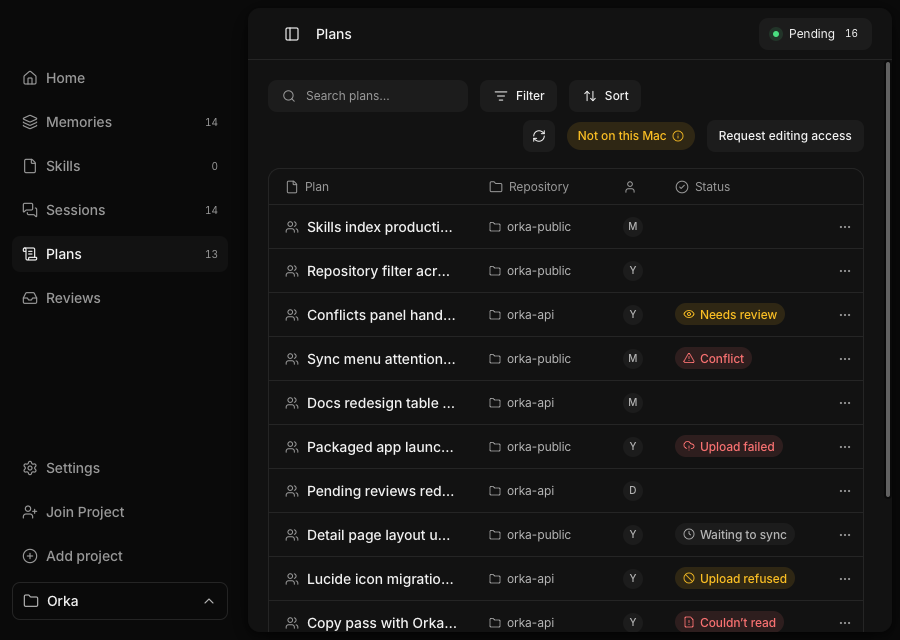 Home
Memories 14
Skills 0
Sessions 14
Plans 13
Reviews
Settings
Join Project
Add project
Orka
Plans
Pending 16
Search plans...
Filter
Sort
Not on this Mac
Request editing access
Plan Repository Status
Skills index producti... orka-public M
Repository filter acr... orka-public Y
Conflicts panel hand... orka-api Y Needs review
Sync menu attention... orka-public M Conflict
Docs redesign table ... orka-api M
Packaged app launc... orka-public Y Upload failed
Pending reviews red... orka-api D
Detail page layout u... orka-public Y Waiting to sync
Lucide icon migratio... orka-api Y Upload refused
Copy pass with Orka... orka-api Y Couldn't read